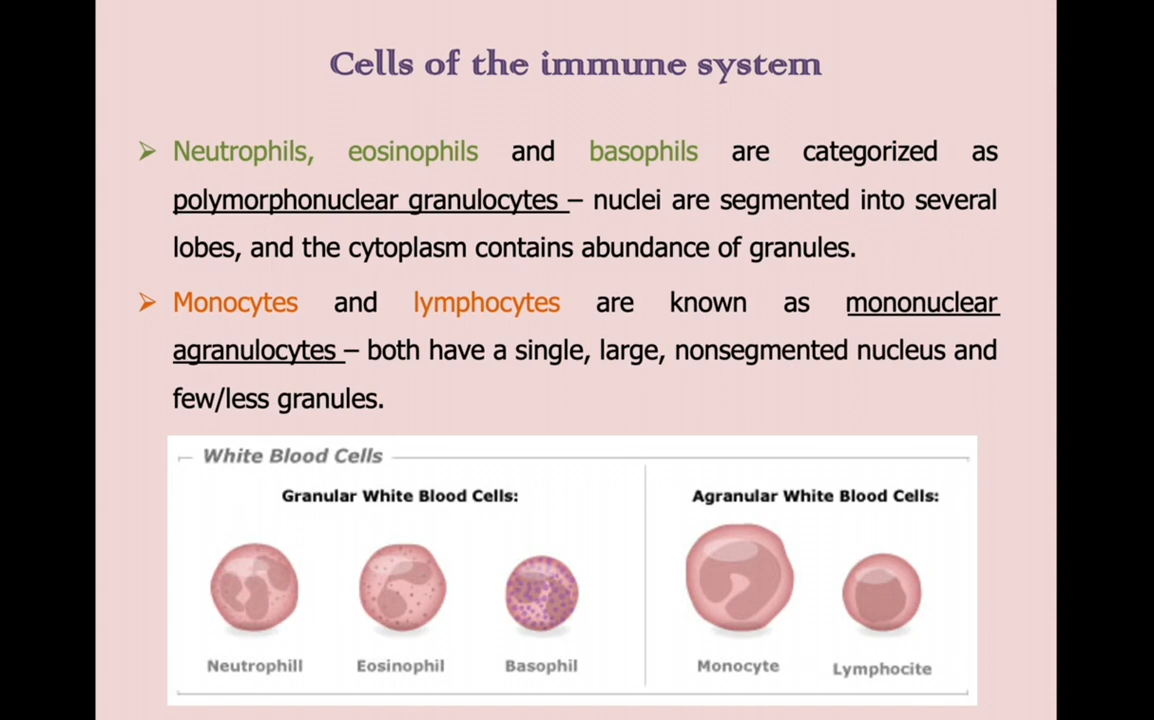 Cells of the immune system
➢ Neutrophils, eosinophils and basophils are categorized as
polymorphonuclear granulocytes – nuclei are segmented into several
lobes, and the cytoplasm contains abundance of granules.
➢ Monocytes and lymphocytes are known as mononuclear
agranulocytes – both have a single, large, nonsegmented nucleus and
few/less granules.
White Blood Cells
Granular White Blood Cells:
Agranular White Blood Cells:
Neutrophill
Eosinophil
Basophil
Monocyte
Lymphocite